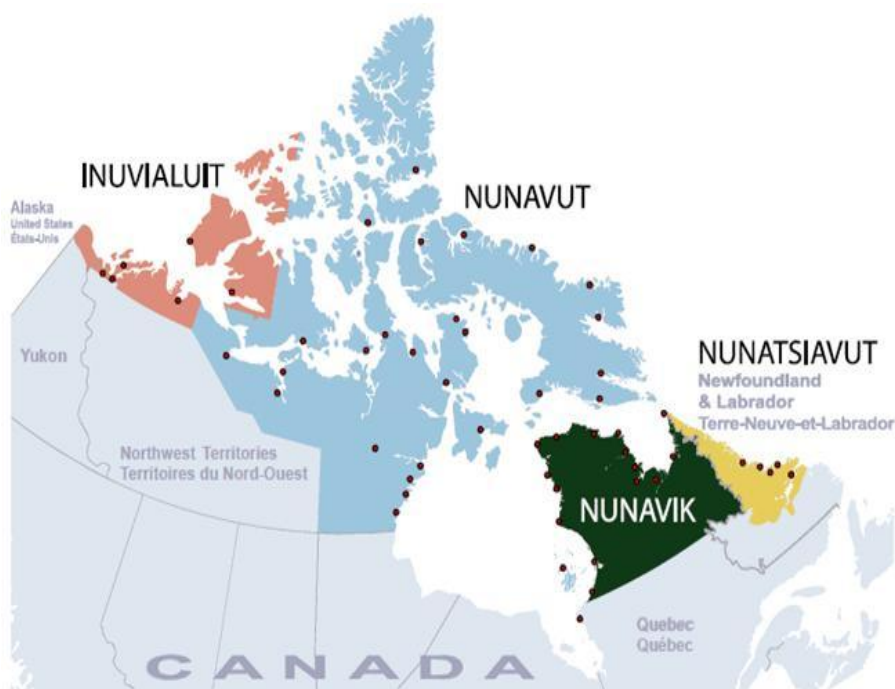 INUVIALUIT
NUNAVUT
Alaska
United States
États-Unis
Yukon
NUNATSIAVUT
Newfoundland
& Labrador
Terre-Neuve-et-Labrador
Northwest Territories
Territoires du Nord-Ouest
NUNAVIK
Quebec
Québec
CANADA